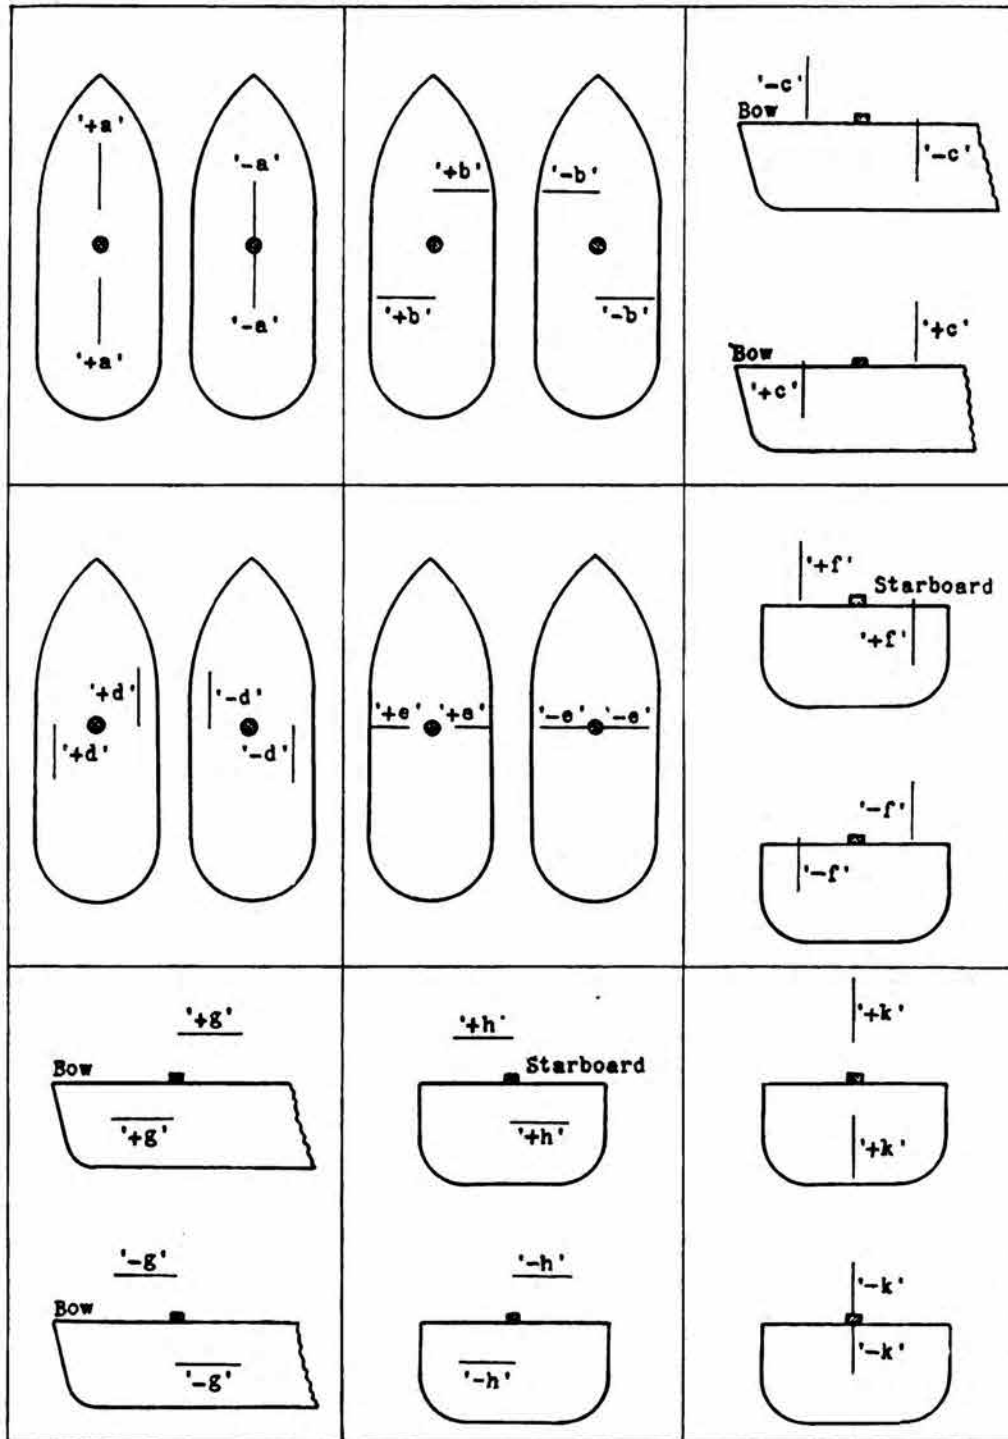 '+a'
'-a'
'+a'
'-a'
'+b'
'-b'
'+b'
'-b'
'-c'
Bow
'-c'
'+c'
Bow
'+c'
'+d'
'-d'
'+d'
'-d'
'+e'
'+e'
'-e'
'-e'
'+f'
Starboard
'+f'
'-f'
'-f'
'+g'
Bow
'+g'
'-g'
Bow
'-g'
'+h'
Starboard
'+h'
'-h'
'-h'
'+k'
'+k'
'-k'
'-k'